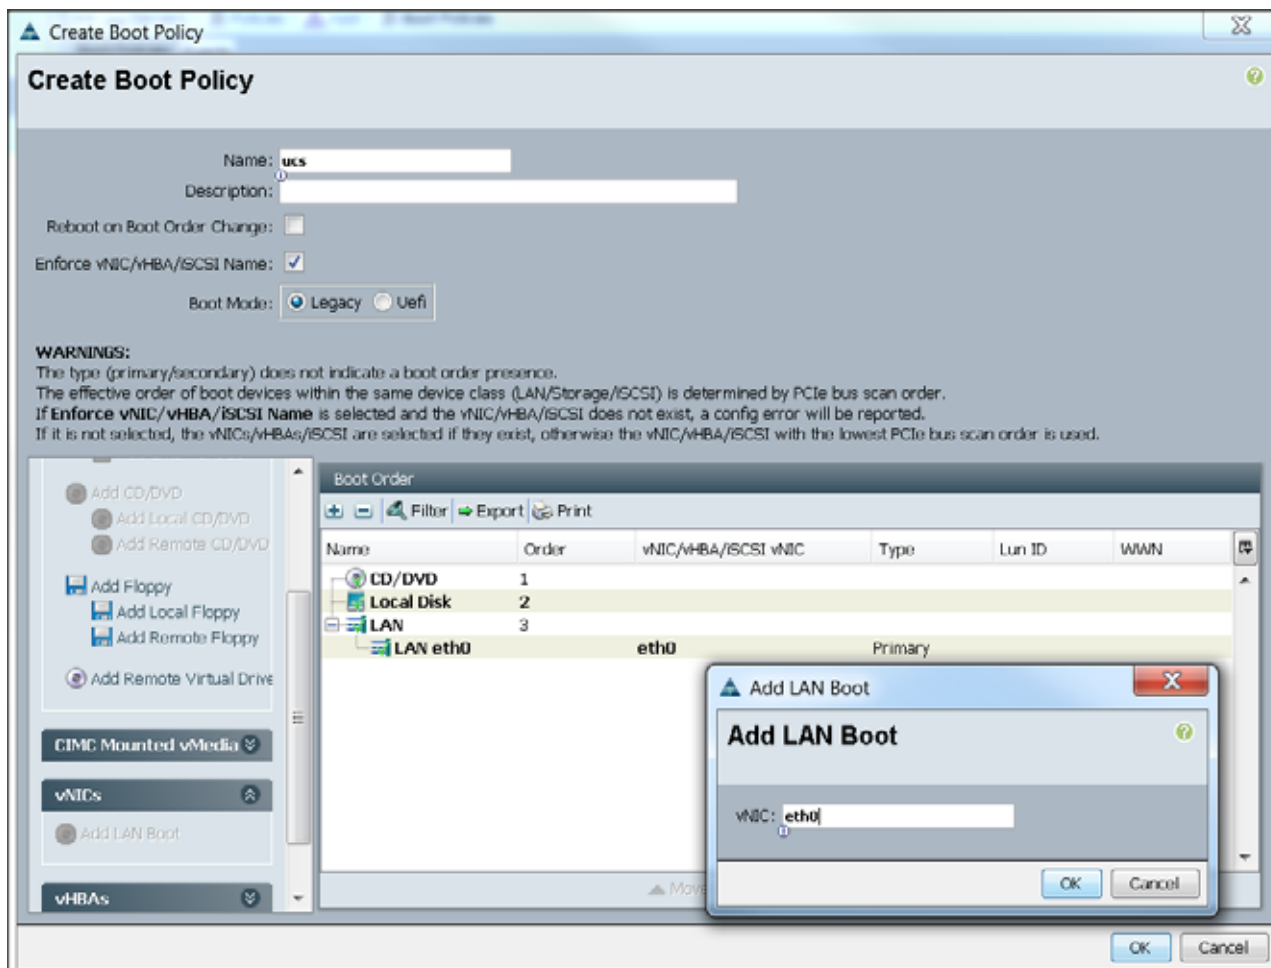 Create Boot Policy
Create Boot Policy
Name: ucs
Description:
Reboot on Boot Order Change:
Enforce vNIC/vHBA/iSCSI Name:
Boot Mode: Legacy Uefi
WARNINGS:
The type (primary/secondary) does not indicate a boot order presence.
The effective order of boot devices within the same device class (LAN/Storage/iSCSI) is determined by PCIe bus scan order.
If Enforce vNIC/vHBA/iSCSI Name is selected and the vNIC/vHBA/iSCSI does not exist, a config error will be reported.
If it is not selected, the vNICs/vHBAs/iSCSI are selected if they exist, otherwise the vNIC/vHBA/iSCSI with the lowest PCIe bus scan order is used.
Add CD/DVD
Add Local CD/DVD
Add Remote CD/DVD
Add Floppy
Add Local Floppy
Add Remote Floppy
Add Remote Virtual Drive
CIMC Mounted vMedia
vNICs
Add LAN Boot
vHBAs
Boot Order
Filter Export Print
Name Order vNIC/vHBA/iSCSI vNIC Type Lun ID WWN
CD/DVD 1
Local Disk 2
LAN 3
LAN eth0 eth0 Primary
Move
Add LAN Boot
Add LAN Boot
vNIC: eth0
OK Cancel
OK Cancel